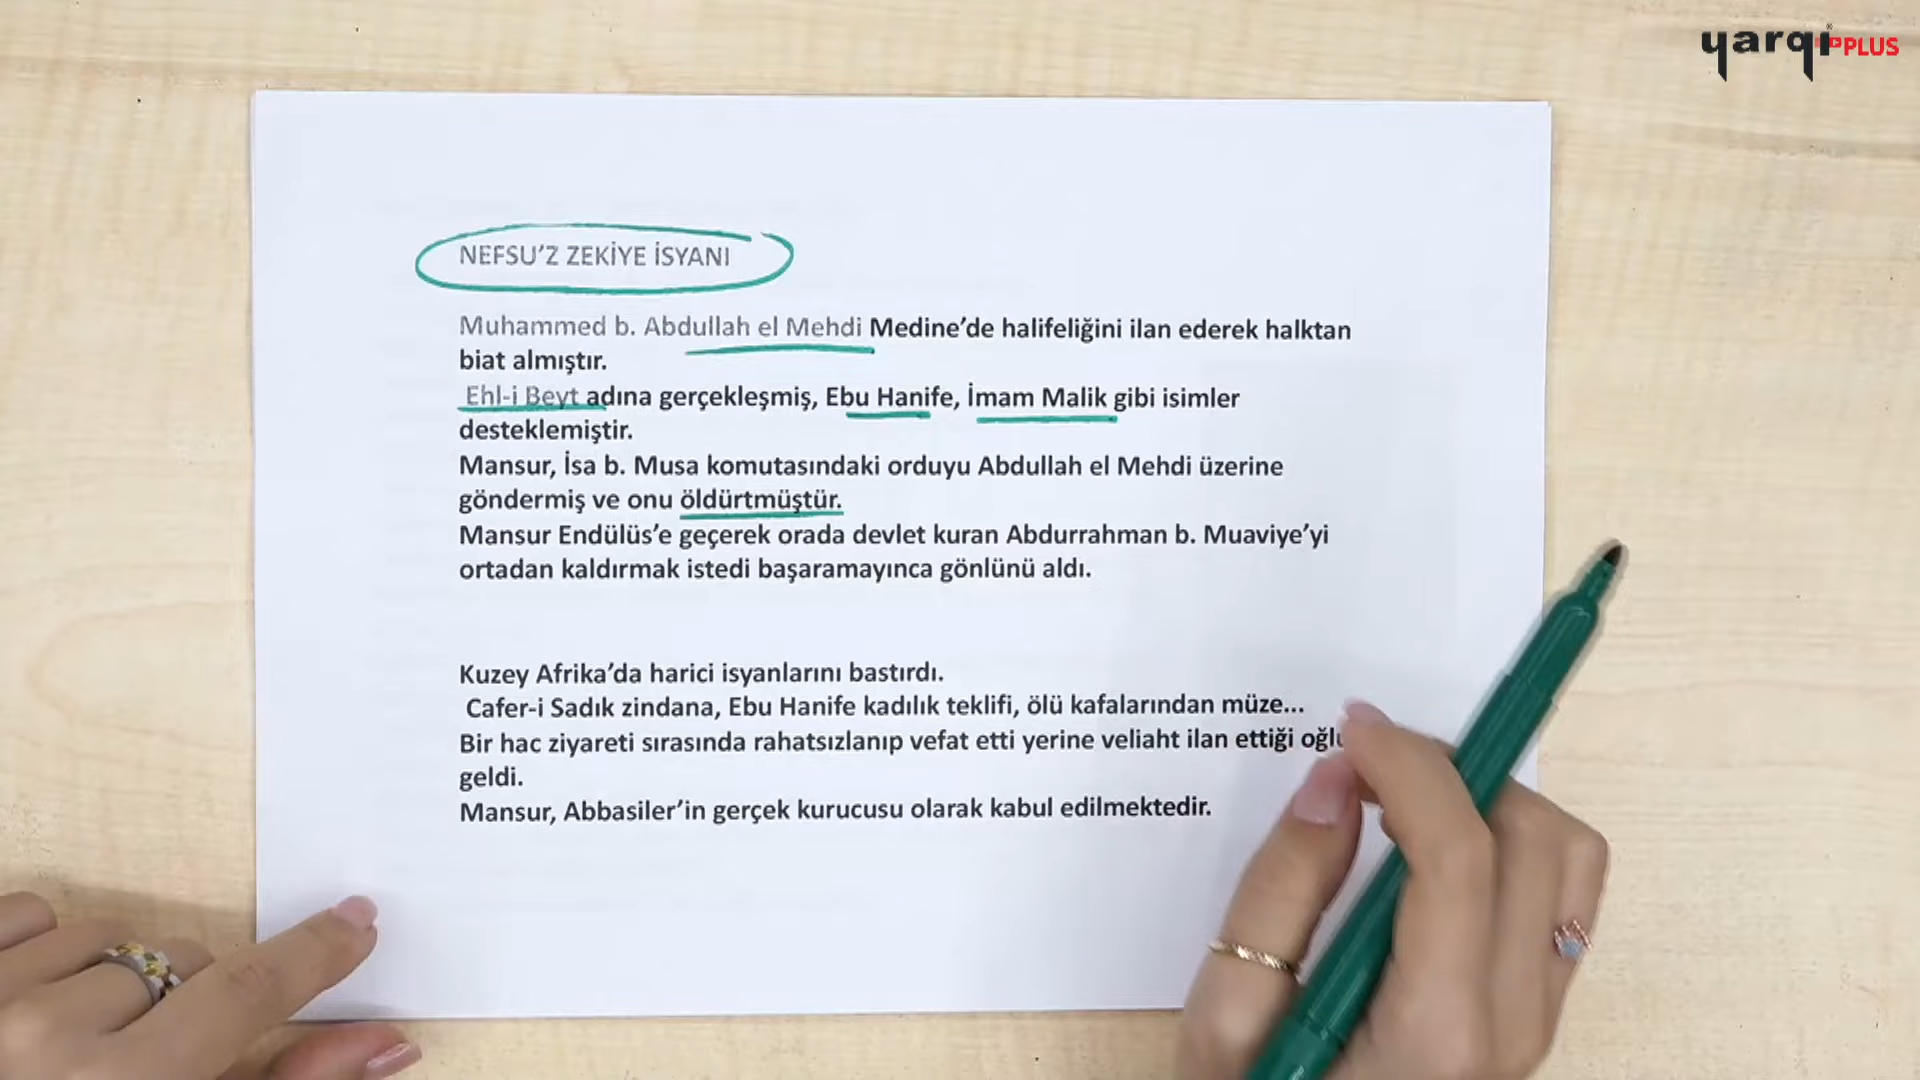 yarqı PLUS
NEFSU'Z ZEKİYE İSYANI
Muhammed b. Abdullah el Mehdi Medine'de halifeliğini ilan ederek halktan
biat almıştır.
Ehl-i Beyt adına gerçekleşmiş, Ebu Hanife, İmam Malik gibi isimler
desteklemiştir.
Mansur, İsa b. Musa komutasındaki orduyu Abdullah el Mehdi üzerine
göndermiş ve onu öldürtmüştür.
Mansur Endülüs'e geçerek orada devlet kuran Abdurrahman b. Muaviye'yi
ortadan kaldırmak istedi başaramayınca gönlünü aldı.
Kuzey Afrika'da harici isyanlarını bastırdı.
Cafer-i Sadık zindana, Ebu Hanife kadılık teklifi, ölü kafalarından müze...
Bir hac ziyareti sırasında rahatsızlanıp vefat etti yerine veliaht ilan ettiği
geldi.
Mansur, Abbasiler'in gerçek kurucusu olarak kabul edilmektedir.